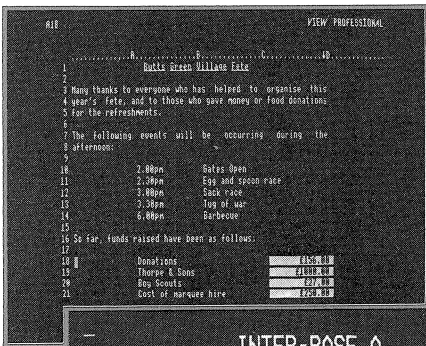 A18 VIEW PROFESSIONAL
A B C D
1 Butts Green Village Fete
2
3 Many thanks to everyone who has helped to organise this
4 year's fete, and to those who gave money or food donations
5 for the refreshments.
6
7 The following events will be occurring during the
8 afternoon:
9
10 2.00pm Gates Open
11 2.30pm Egg and spoon race
12 3.00pm Sack race
13 3.30pm Tug of war
14 6.00pm Barbecue
15
16 So far, funds raised have been as follows:
17
18 Donations £156.00
19 Thorpe & Sons £1000.00
20 Boy Scouts £27.00
21 Cost of marquee hire £250.00